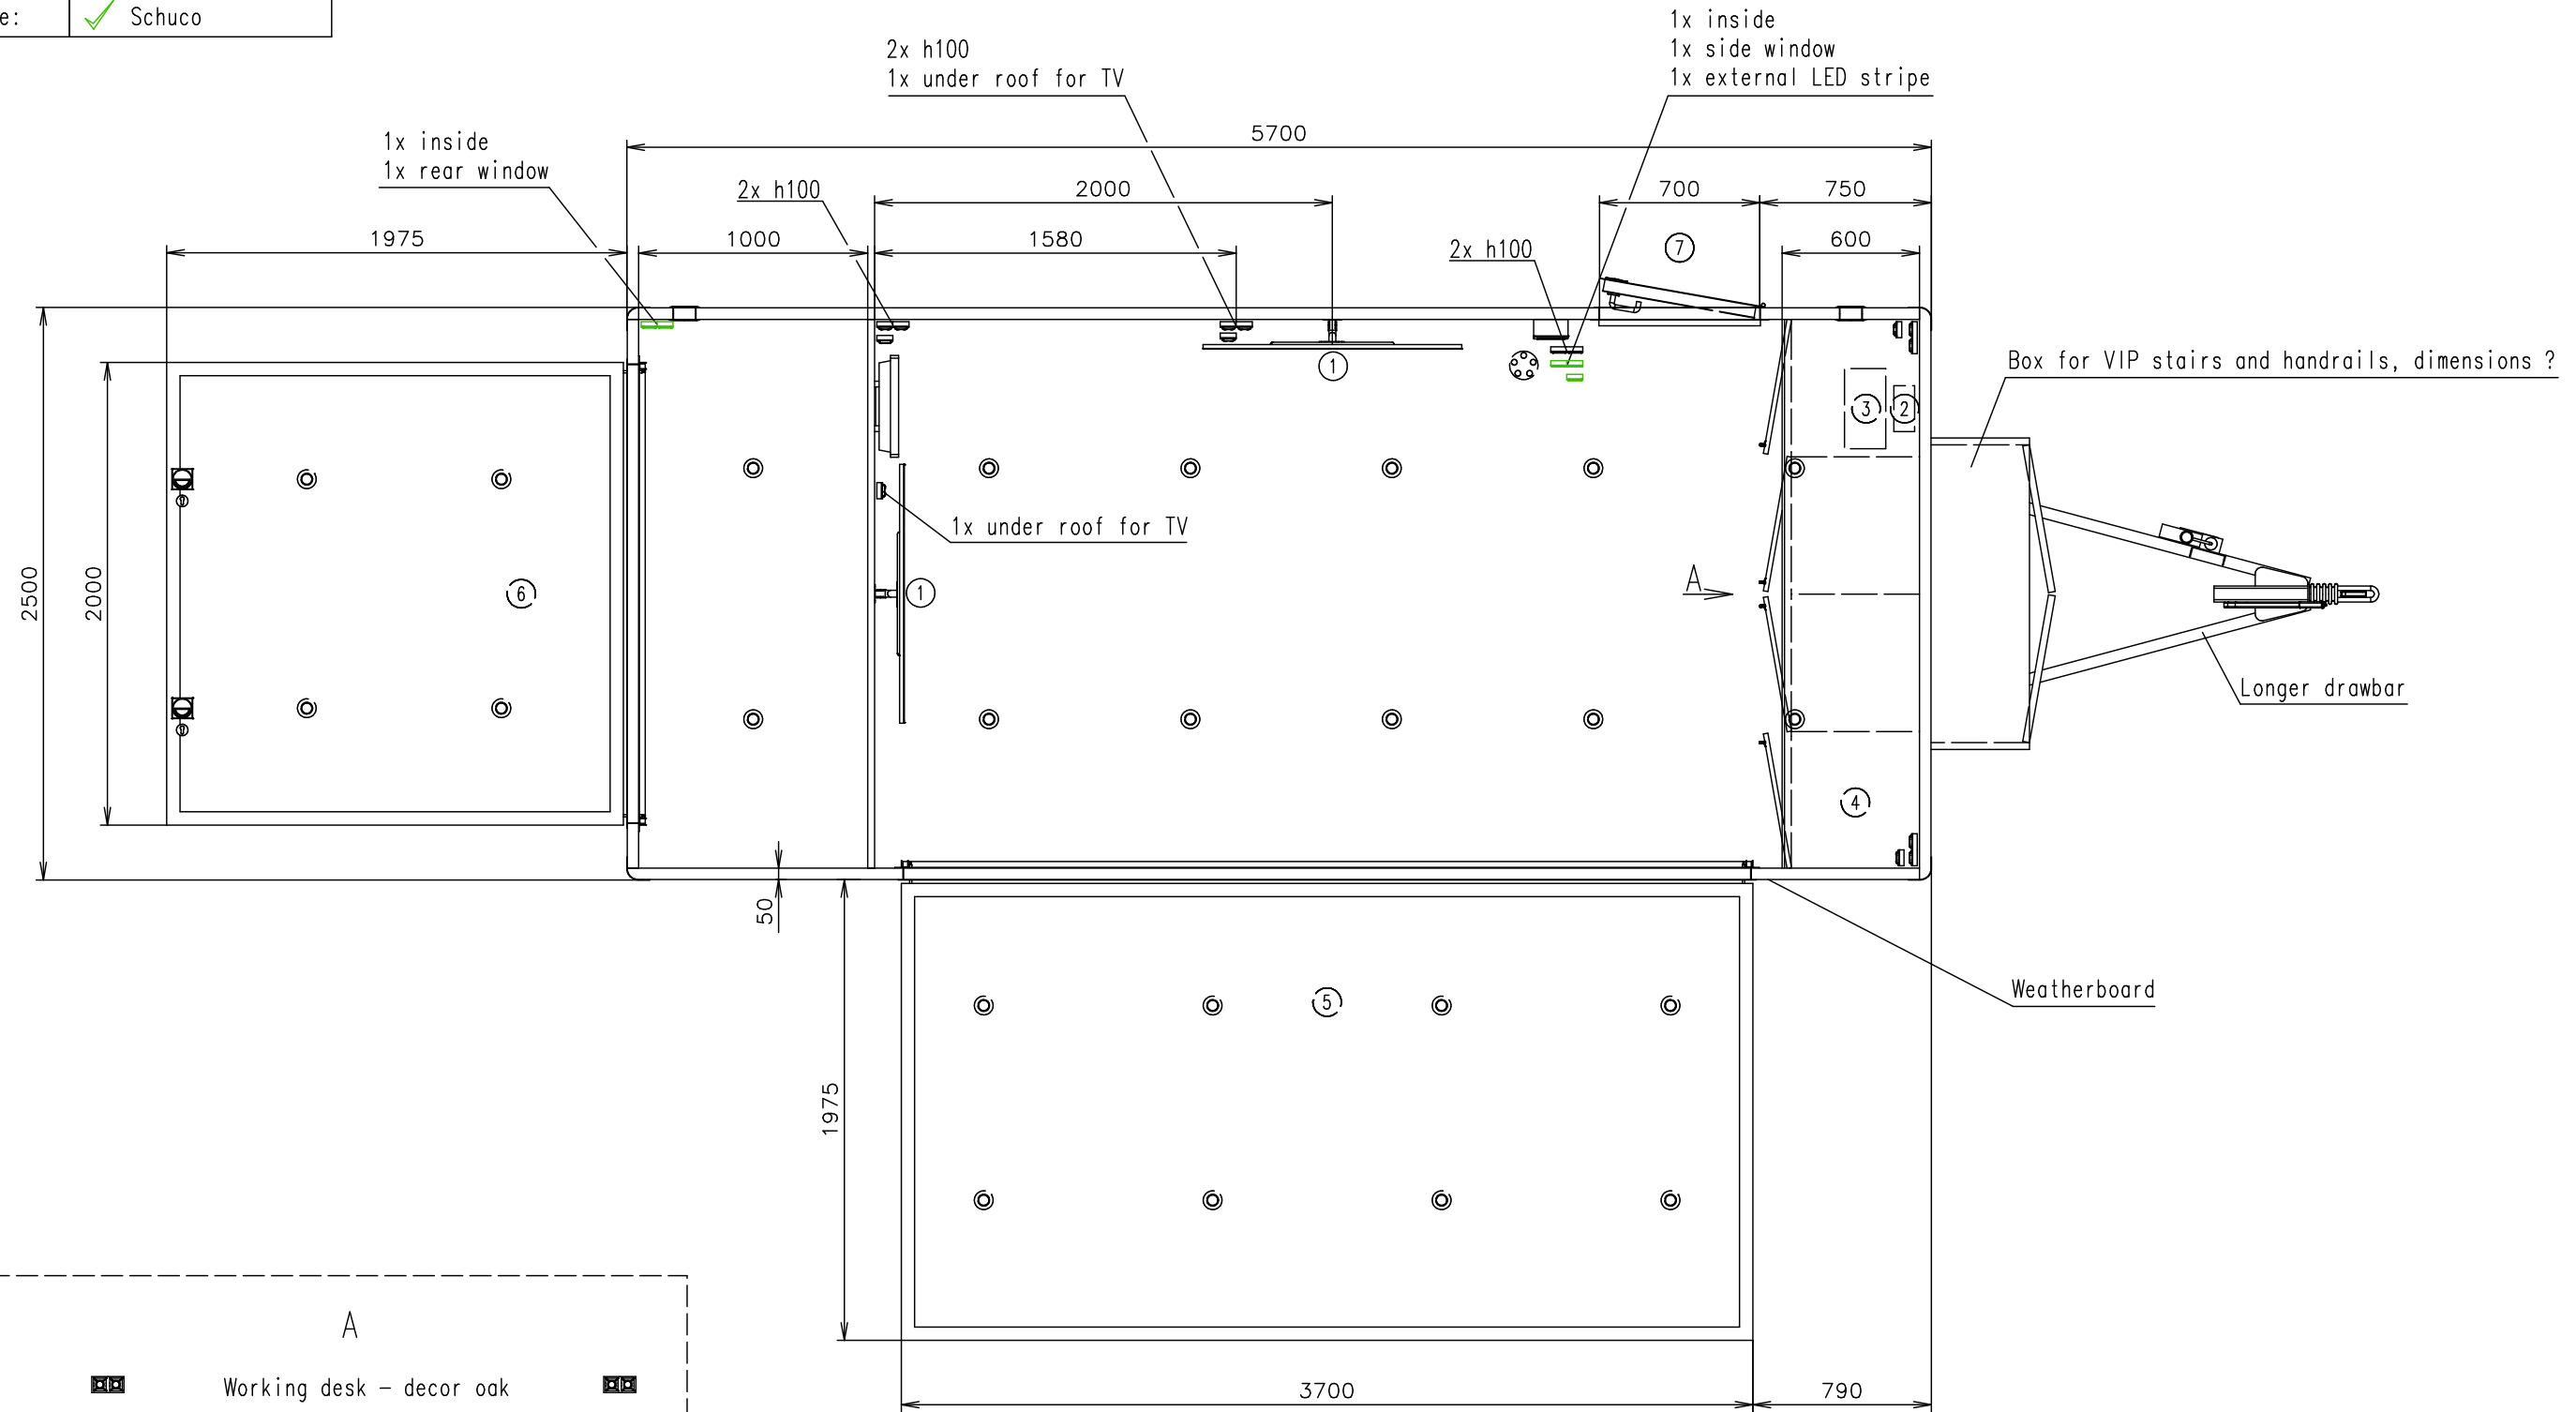 e:
Schuco
1x inside
1x side window
1x external LED stripe
2x h100
1x under roof for TV
5700
1x inside
1x rear window
2x h100
2000
700
750
1975
1000
1580
2x h100
7
600
Box for VIP stairs and handrails, dimensions ?
1
3
2
1x under roof for TV
2500
2000
6
1
A
Longer drawbar
4
50
Weatherboard
5
1975
A
Working desk – decor oak
3700
790